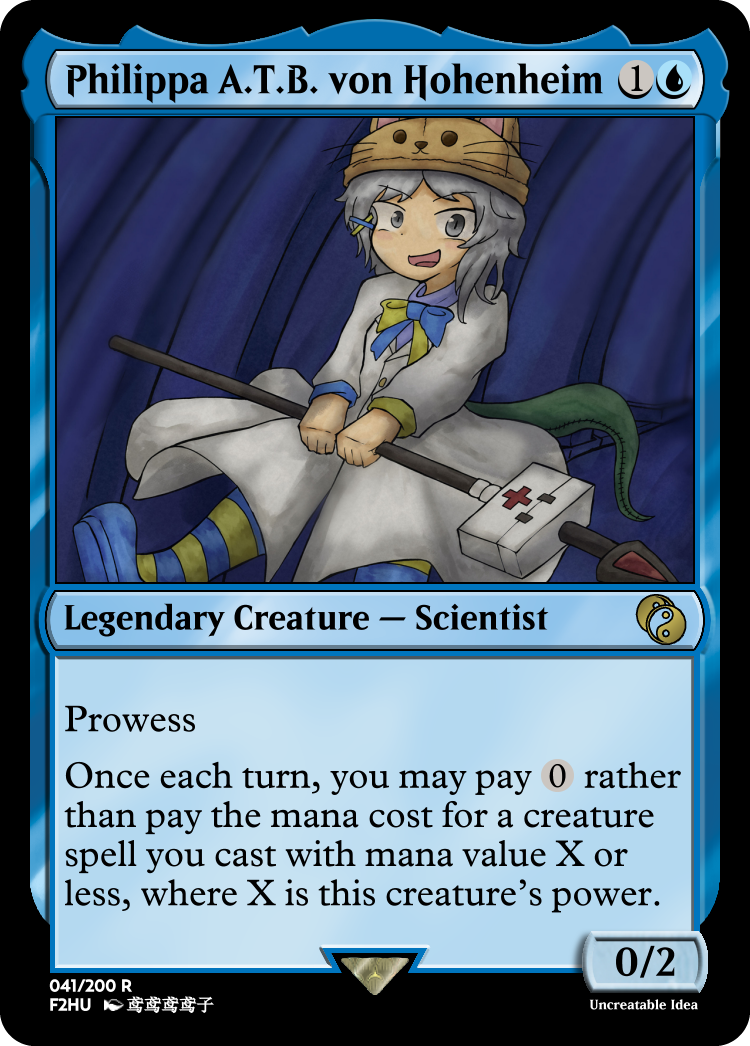 Philippa A.T.B. von Hohenheim 1
Legendary Creature — Scientist
Prowess
Once each turn, you may pay 0 rather
than pay the mana cost for a creature
spell you cast with mana value X or
less, where X is this creature's power.
0/2
041/200 R
F2HU 鸢鸢鸢鸢子
Uncreatable Idea